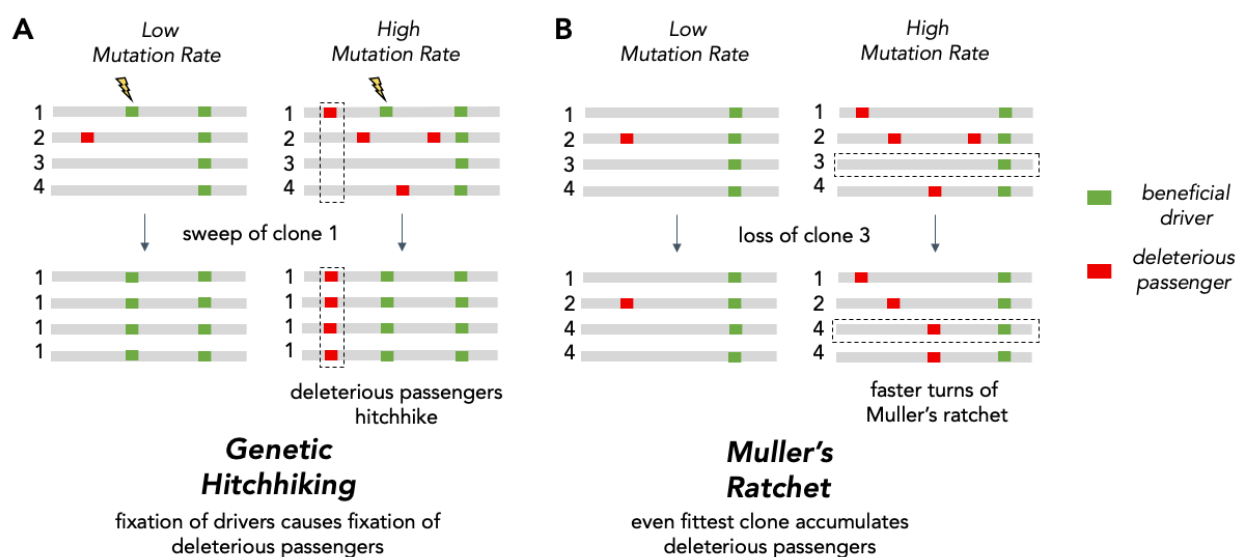 A
Low
Mutation Rate
High
Mutation Rate
1
2
3
4
1
2
3
4
sweep of clone 1
1
1
1
1
1
1
1
1
deleterious passengers
hitchhike
Genetic
Hitchhiking
fixation of drivers causes fixation of
deleterious passengers
B
Low
Mutation Rate
High
Mutation Rate
1
2
3
4
1
2
3
4
loss of clone 3
1
2
4
4
1
2
4
4
faster turns of
Muller's ratchet
Muller's
Ratchet
even fittest clone accumulates
deleterious passengers
beneficial
driver
deleterious
passenger